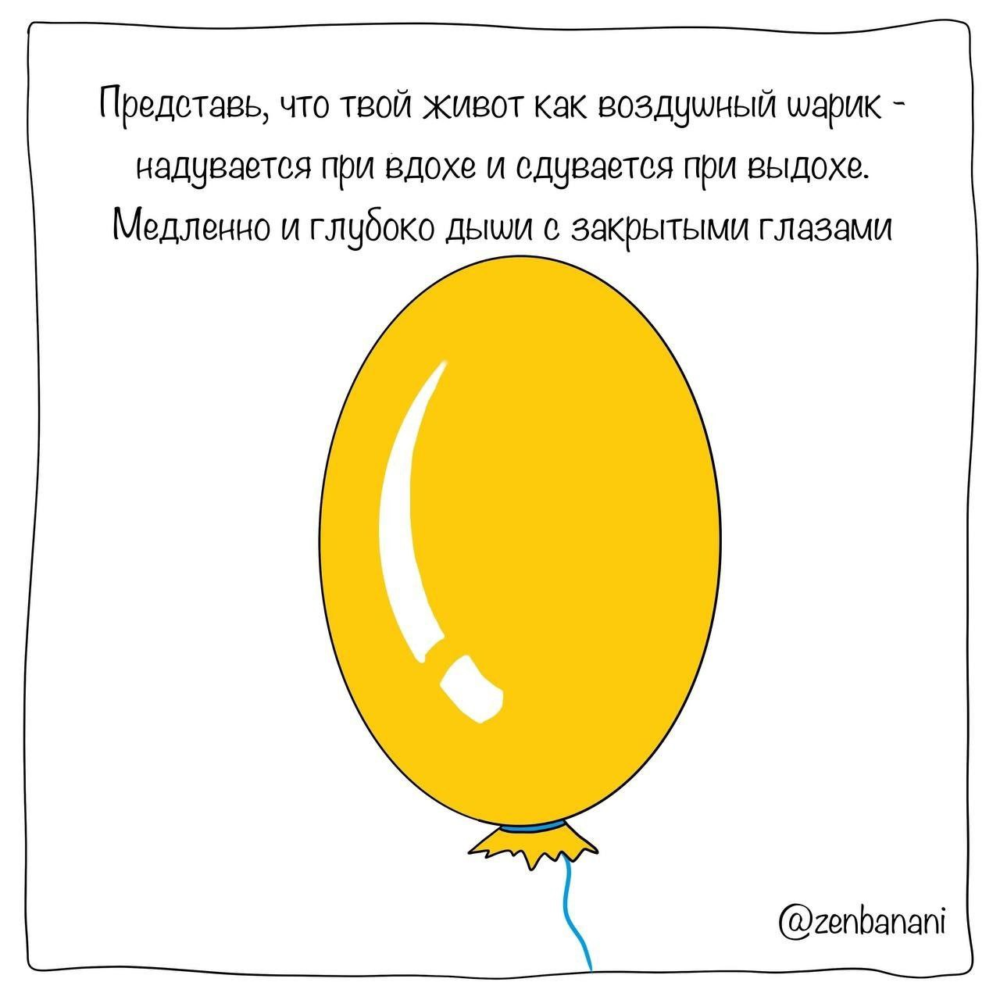 Представь, что твой живот как воздушный шарик -
надувается при вдохе и сдувается при выдохе.
Медленно и глубоко дыши с закрытыми глазами
@zenbanani